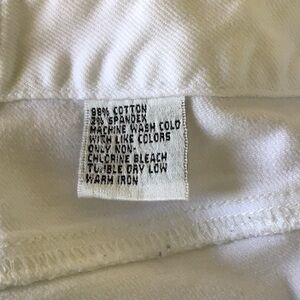 98% COTTON
2% SPANDEX
MACHINE WASH COLD
WITH LIKE COLORS
ONLY NON-
CHLORINE BLEACH
TUMBLE DRY LOW
WARM IRON